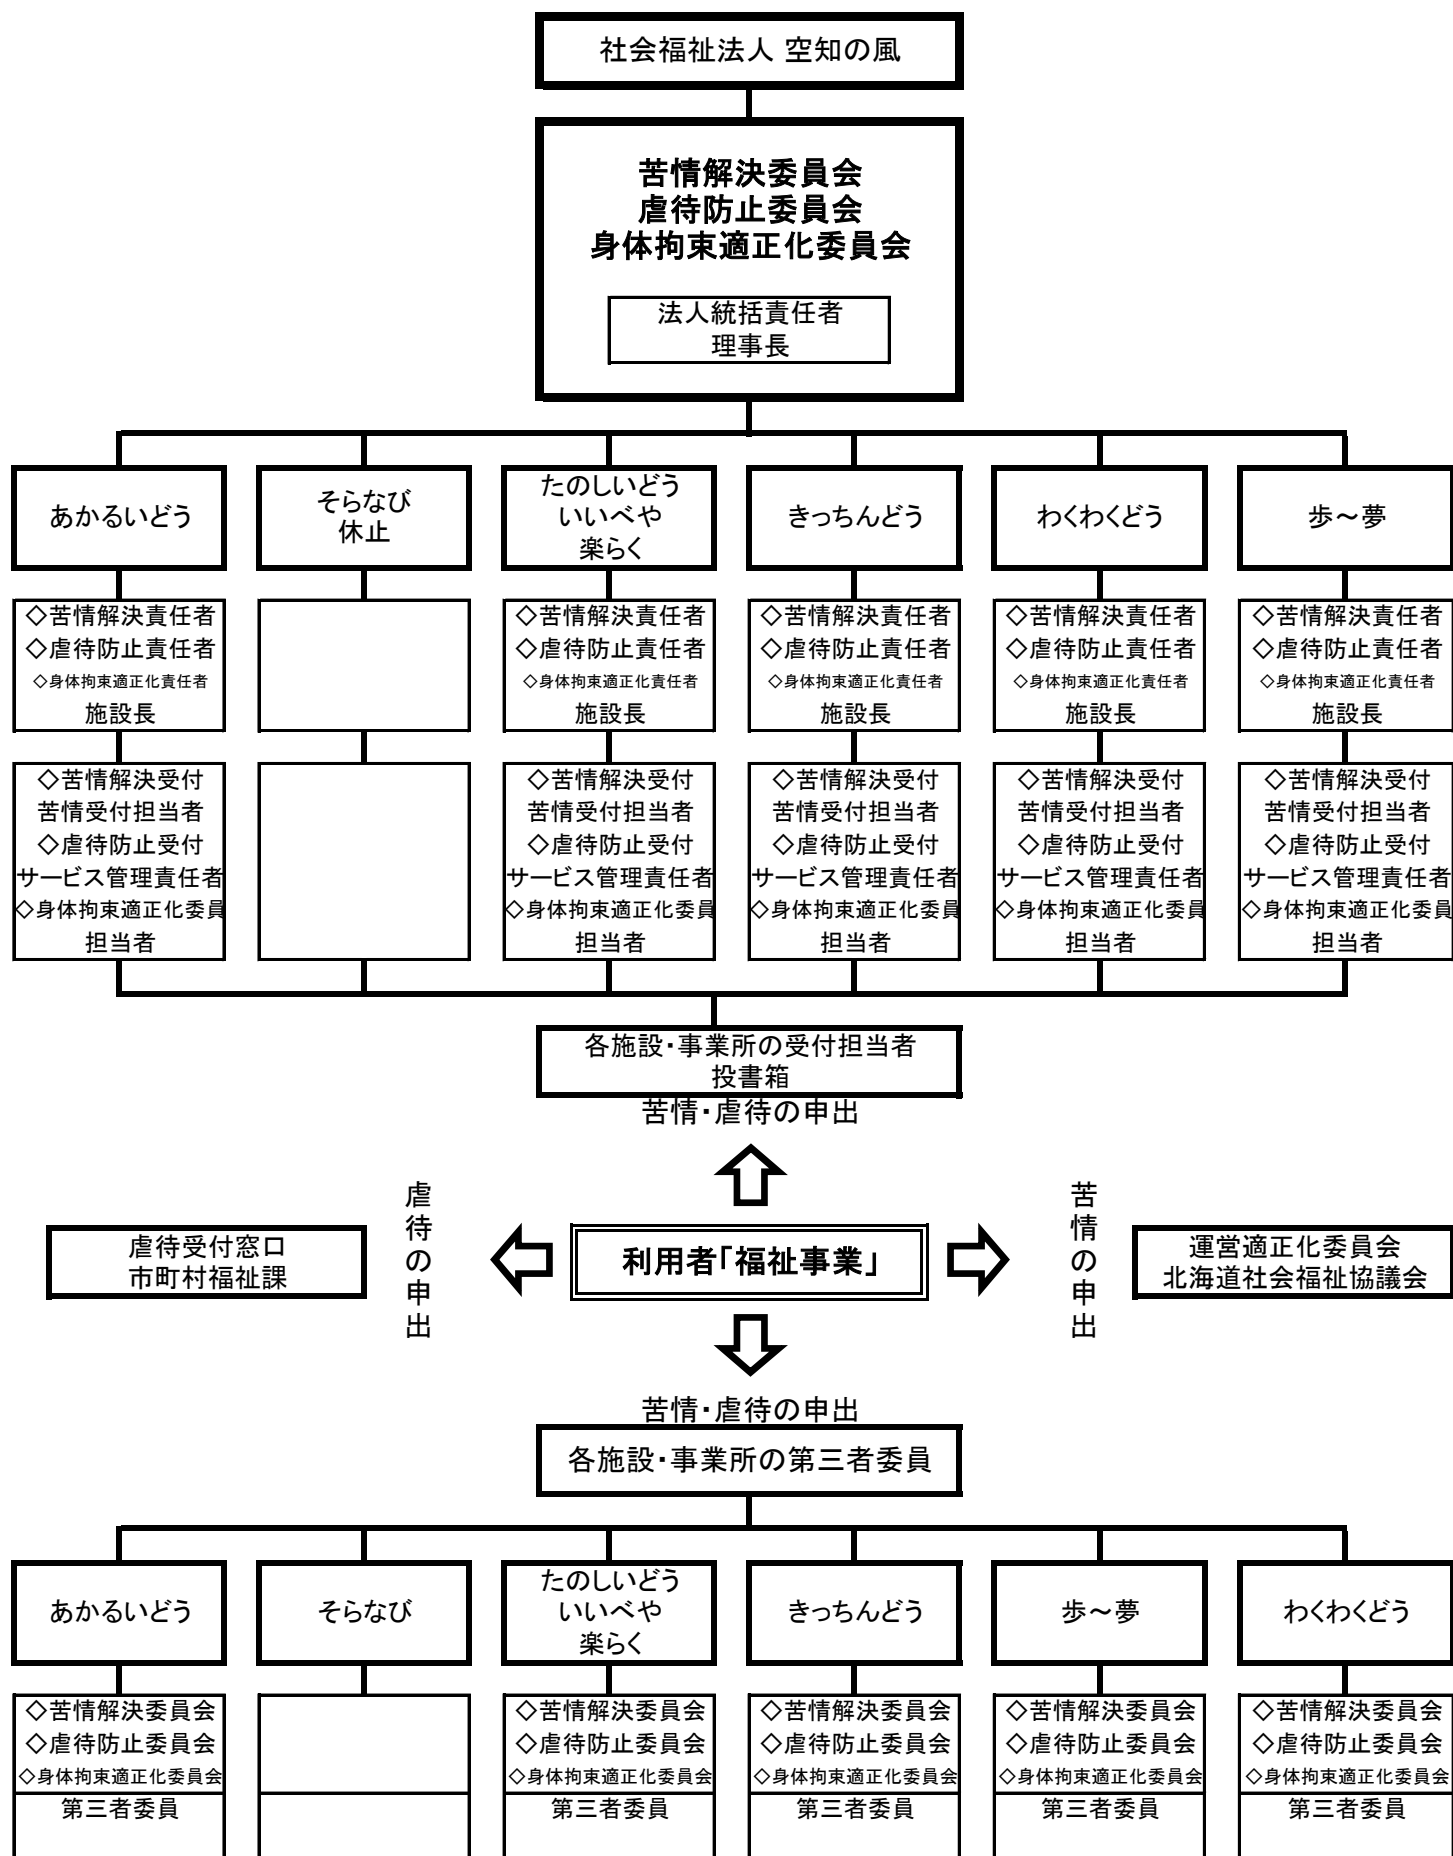 社会福祉法人 空知の風
苦情解決委員会
虐待防止委員会
身体拘束適正化委員会
法人統括責任者
理事長
あかるいどう
そらなび
休止
たのしいどう
いいべや
楽らく
きっちんどう
わくわくどう
歩～夢
◇苦情解決責任者
◇虐待防止責任者
◇身体拘束適正化責任者
施設長
◇苦情解決責任者
◇虐待防止責任者
◇身体拘束適正化責任者
施設長
◇苦情解決責任者
◇虐待防止責任者
◇身体拘束適正化責任者
施設長
◇苦情解決責任者
◇虐待防止責任者
◇身体拘束適正化責任者
施設長
◇苦情解決責任者
◇虐待防止責任者
◇身体拘束適正化責任者
施設長
◇苦情解決受付
苦情受付担当者
◇虐待防止受付
サービス管理責任者
◇身体拘束適正化委員
担当者
◇苦情解決受付
苦情受付担当者
◇虐待防止受付
サービス管理責任者
◇身体拘束適正化委員
担当者
◇苦情解決受付
苦情受付担当者
◇虐待防止受付
サービス管理責任者
◇身体拘束適正化委員
担当者
◇苦情解決受付
苦情受付担当者
◇虐待防止受付
サービス管理責任者
◇身体拘束適正化委員
担当者
◇苦情解決受付
苦情受付担当者
◇虐待防止受付
サービス管理責任者
◇身体拘束適正化委員
担当者
各施設・事業所の受付担当者
投書箱
苦情・虐待の申出
虐待受付窓口
市町村福祉課
虐待の申出
利用者「福祉事業」
苦情の申出
運営適正化委員会
北海道社会福祉協議会
苦情・虐待の申出
各施設・事業所の第三者委員
あかるいどう
そらなび
たのしいどう
いいべや
楽らく
きっちんどう
歩～夢
わくわくどう
◇苦情解決委員会
◇虐待防止委員会
◇身体拘束適正化委員会
第三者委員
◇苦情解決委員会
◇虐待防止委員会
◇身体拘束適正化委員会
第三者委員
◇苦情解決委員会
◇虐待防止委員会
◇身体拘束適正化委員会
第三者委員
◇苦情解決委員会
◇虐待防止委員会
◇身体拘束適正化委員会
第三者委員
◇苦情解決委員会
◇虐待防止委員会
◇身体拘束適正化委員会
第三者委員